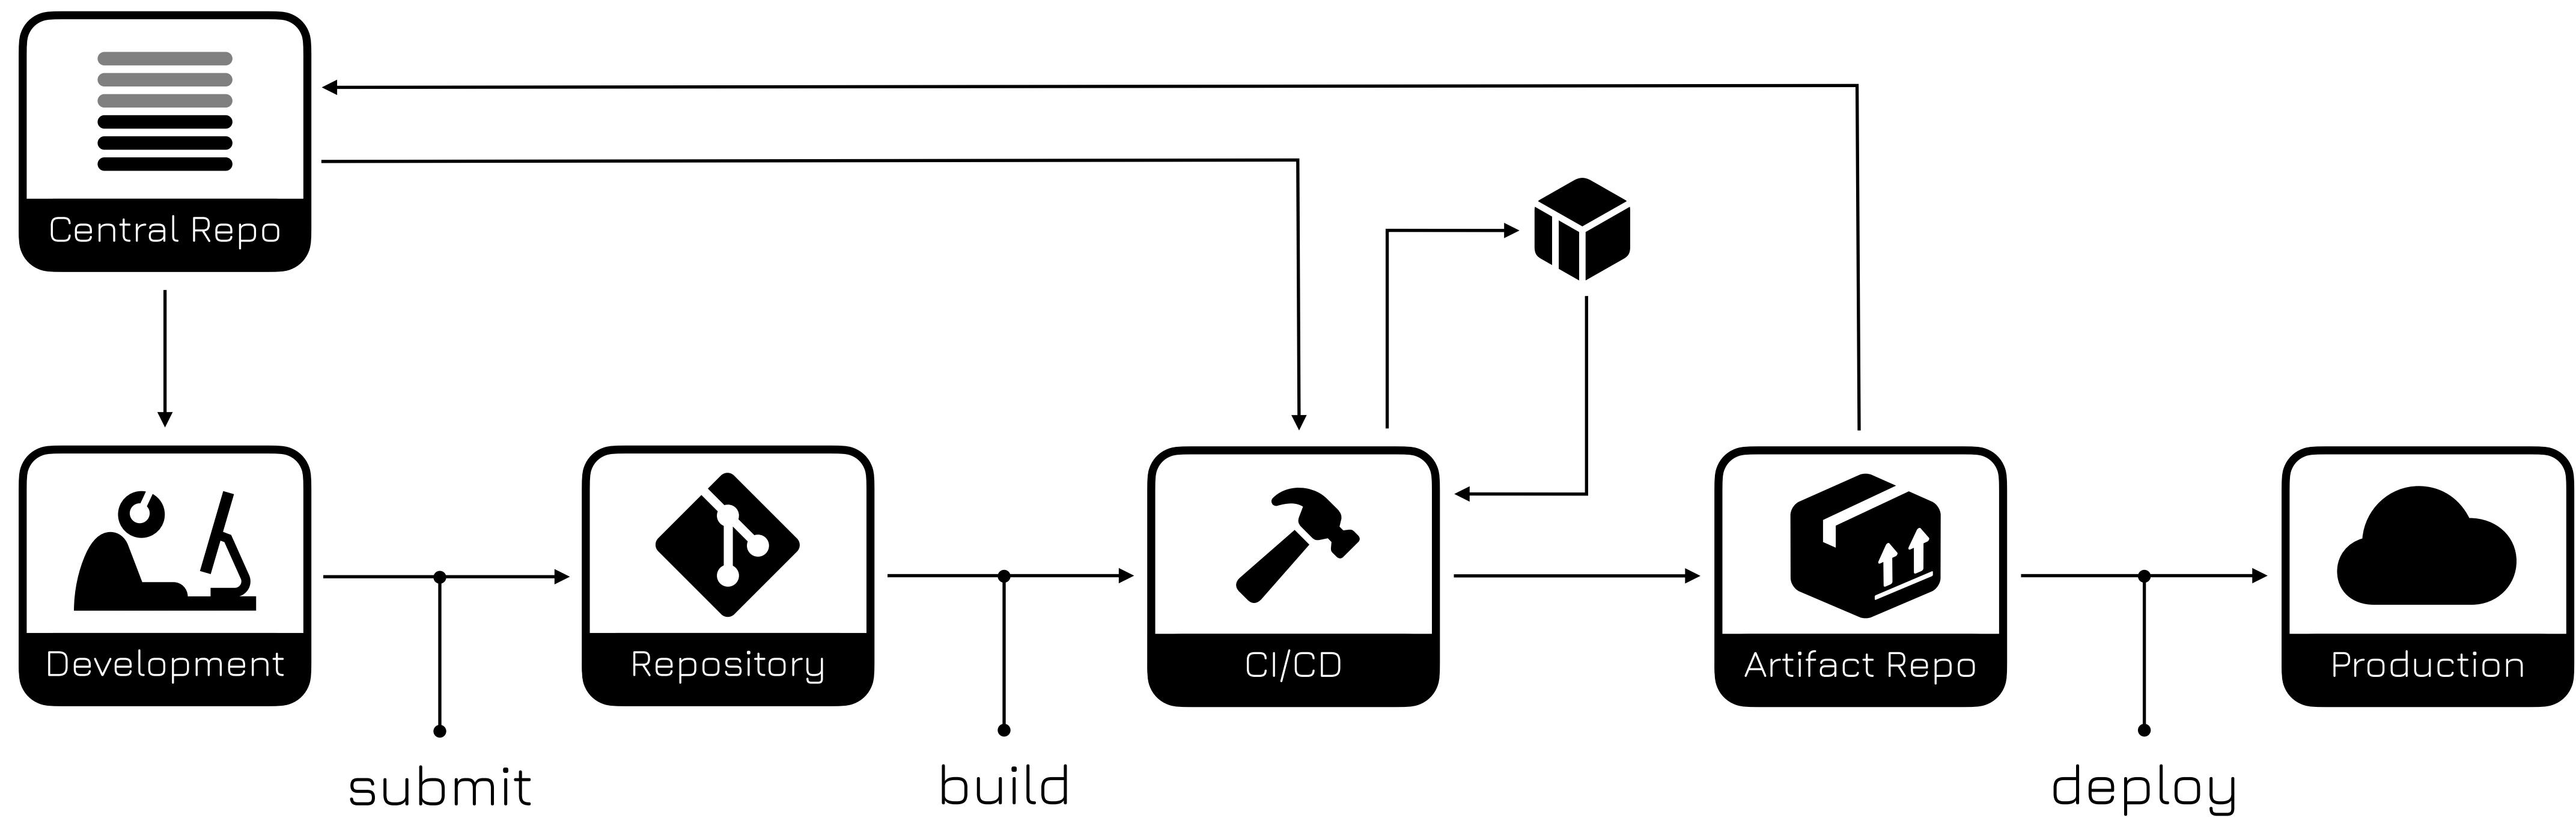 Central Repo
Development
Repository
CI/CD
Artifact Repo
Production
submit
build
deploy